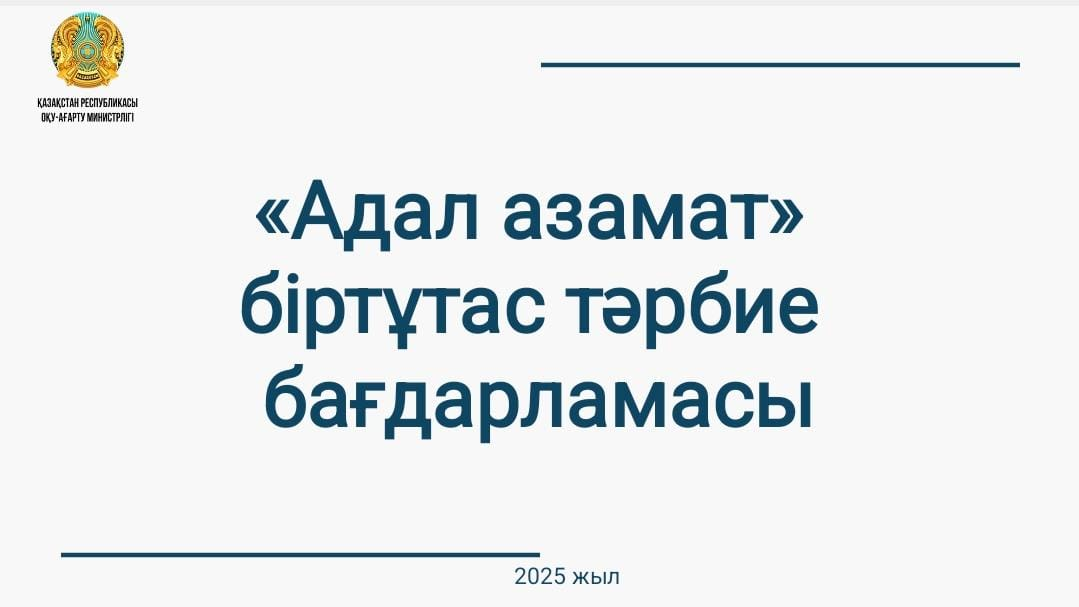 ҚАЗАҚСТАН РЕСПУБЛИКАСЫ
ОҚУ-АҒАРТУ МИНИСТРЛІГІ
«Адал азамат»
біртұтас тәрбие
бағдарламасы
2025 жыл